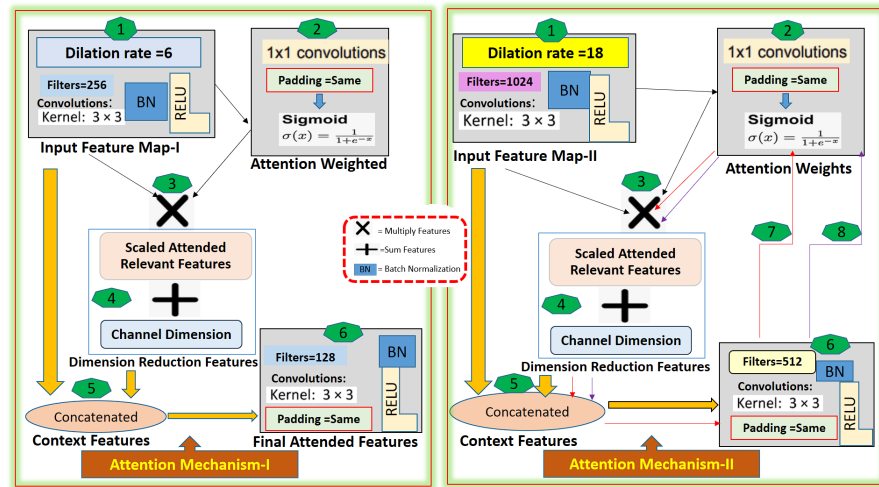 1
Dilation rate =6
Filters=256
Convolutions:
Kernel: 3 × 3
BN
RELU
Input Feature Map-I
2
1x1 convolutions
Padding =Same
Sigmoid
σ(x) = 1/(1+e^{-x})
Attention Weighted
3
Scaled Attended
Relevant Features
4
Channel Dimension
Dimension Reduction Features
5
Concatenated
Context Features
6
Filters=128
Convolutions:
Kernel: 3 × 3
Padding =Same
BN
RELU
Final Attended Features
Attention Mechanism-I
= Multiply Features
=Sum Features
BN = Batch Normalization
1
Dilation rate =18
Filters=1024
Convolutions:
Kernel: 3 × 3
BN
RELU
Input Feature Map-II
2
1x1 convolutions
Padding =Same
Sigmoid
σ(x) = 1/(1+e^{-x})
Attention Weights
3
Scaled Attended
Relevant Features
4
Channel Dimension
Dimension Reduction Features
5
Concatenated
Context Features
6
Filters=512
Convolutions:
Kernel: 3 × 3
Padding =Same
BN
RELU
7
8
Attention Mechanism-II